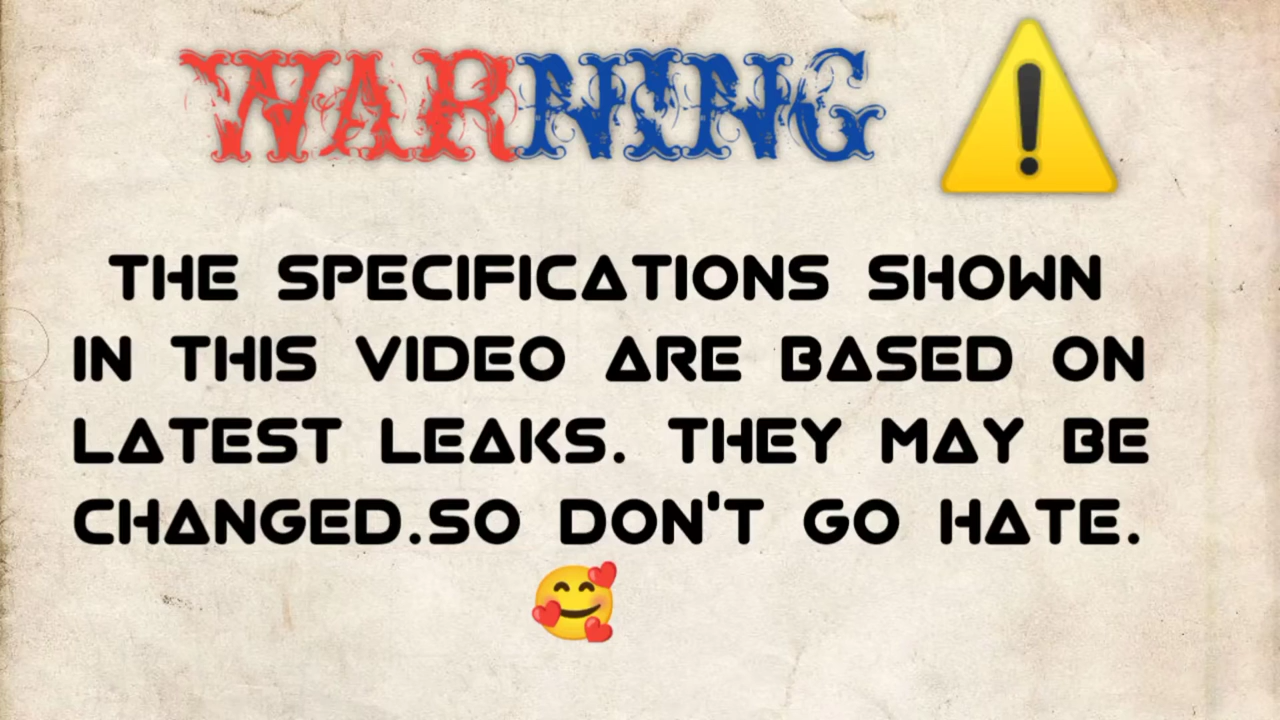 WARNING ⚠️
THE SPECIFICATIONS SHOWN
IN THIS VIDEO ARE BASED ON
LATEST LEAKS. THEY MAY BE
CHANGED.SO DON'T GO HATE.
🥰